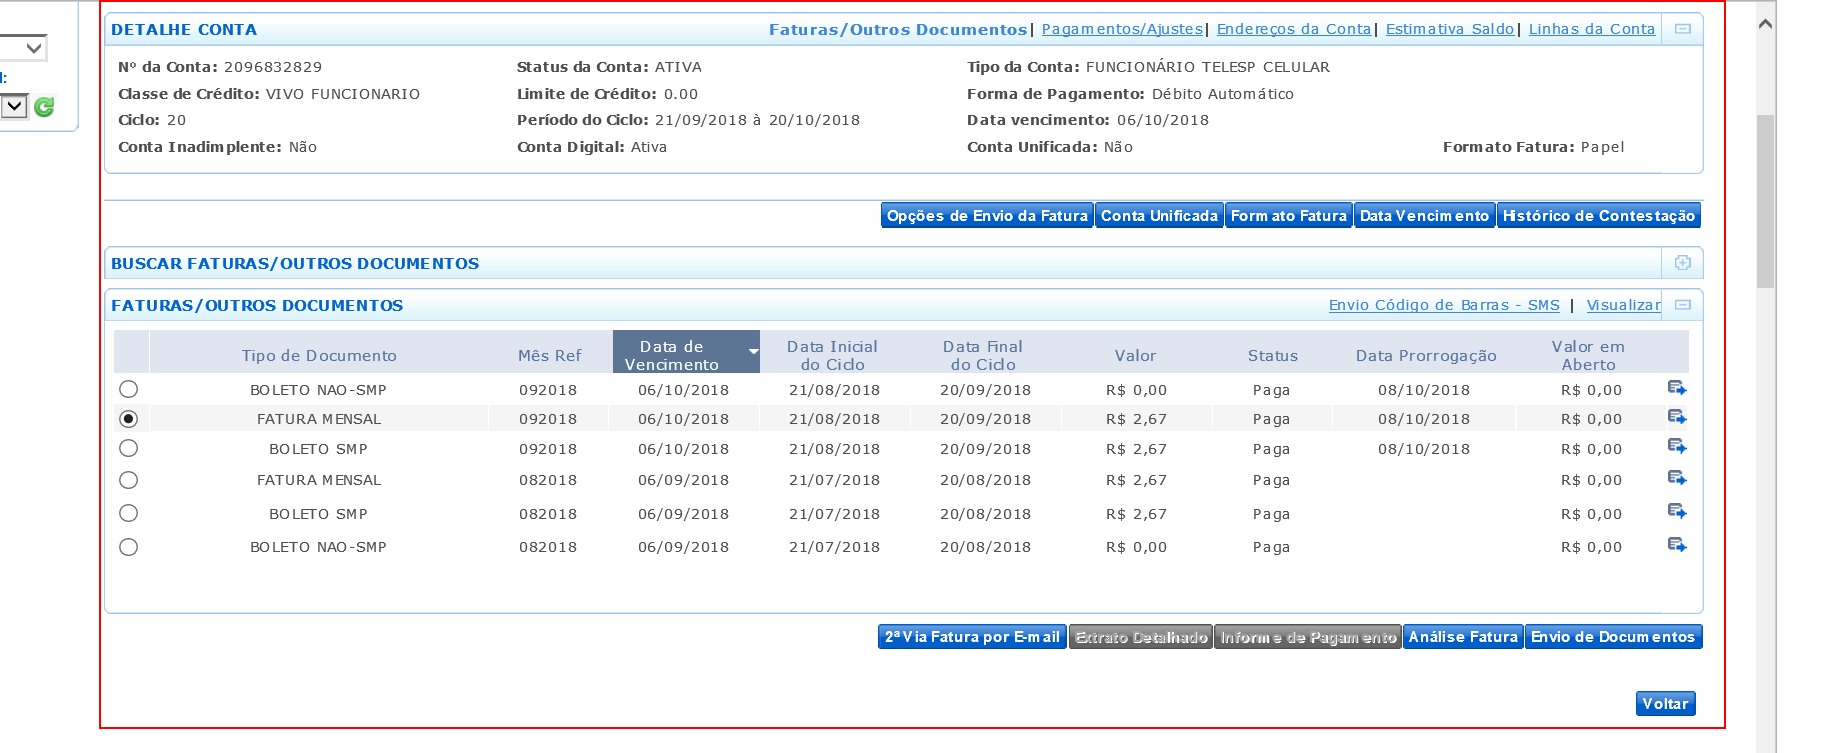 DETALHE CONTA Faturas/Outros Documentos| Pagamentos/Ajustes| Endereços da Conta| Estimativa Saldo| Linhas da Conta
Nº da Conta: 2096832829 Status da Conta: ATIVA Tipo da Conta: FUNCIONÁRIO TELESP CELULAR
Classe de Crédito: VIVO FUNCIONARIO Limite de Crédito: 0.00 Forma de Pagamento: Débito Automático
Ciclo: 20 Período do Ciclo: 21/09/2018 à 20/10/2018 Data vencimento: 06/10/2018
Conta Inadimplente: Não Conta Digital: Ativa Conta Unificada: Não Formato Fatura: Papel
Opções de Envio da Fatura Conta Unificada Formato Fatura Data Vencimento Histórico de Contestação
BUSCAR FATURAS/OUTROS DOCUMENTOS
FATURAS/OUTROS DOCUMENTOS Envio Código de Barras - SMS | Visualizar
Tipo de Documento Mês Ref Data de Vencimento Data Inicial do Ciclo Data Final do Ciclo Valor Status Data Prorrogação Valor em Aberto
BOLETO NAO-SMP 092018 06/10/2018 21/08/2018 20/09/2018 R$ 0,00 Paga 08/10/2018 R$ 0,00
FATURA MENSAL 092018 06/10/2018 21/08/2018 20/09/2018 R$ 2,67 Paga 08/10/2018 R$ 0,00
BOLETO SMP 092018 06/10/2018 21/08/2018 20/09/2018 R$ 2,67 Paga 08/10/2018 R$ 0,00
FATURA MENSAL 082018 06/09/2018 21/07/2018 20/08/2018 R$ 2,67 Paga R$ 0,00
BOLETO SMP 082018 06/09/2018 21/07/2018 20/08/2018 R$ 2,67 Paga R$ 0,00
BOLETO NAO-SMP 082018 06/09/2018 21/07/2018 20/08/2018 R$ 0,00 Paga R$ 0,00
2ª Via Fatura por E-mail Extrato Detalhado Informe de Pagamento Análise Fatura Envio de Documentos
Voltar